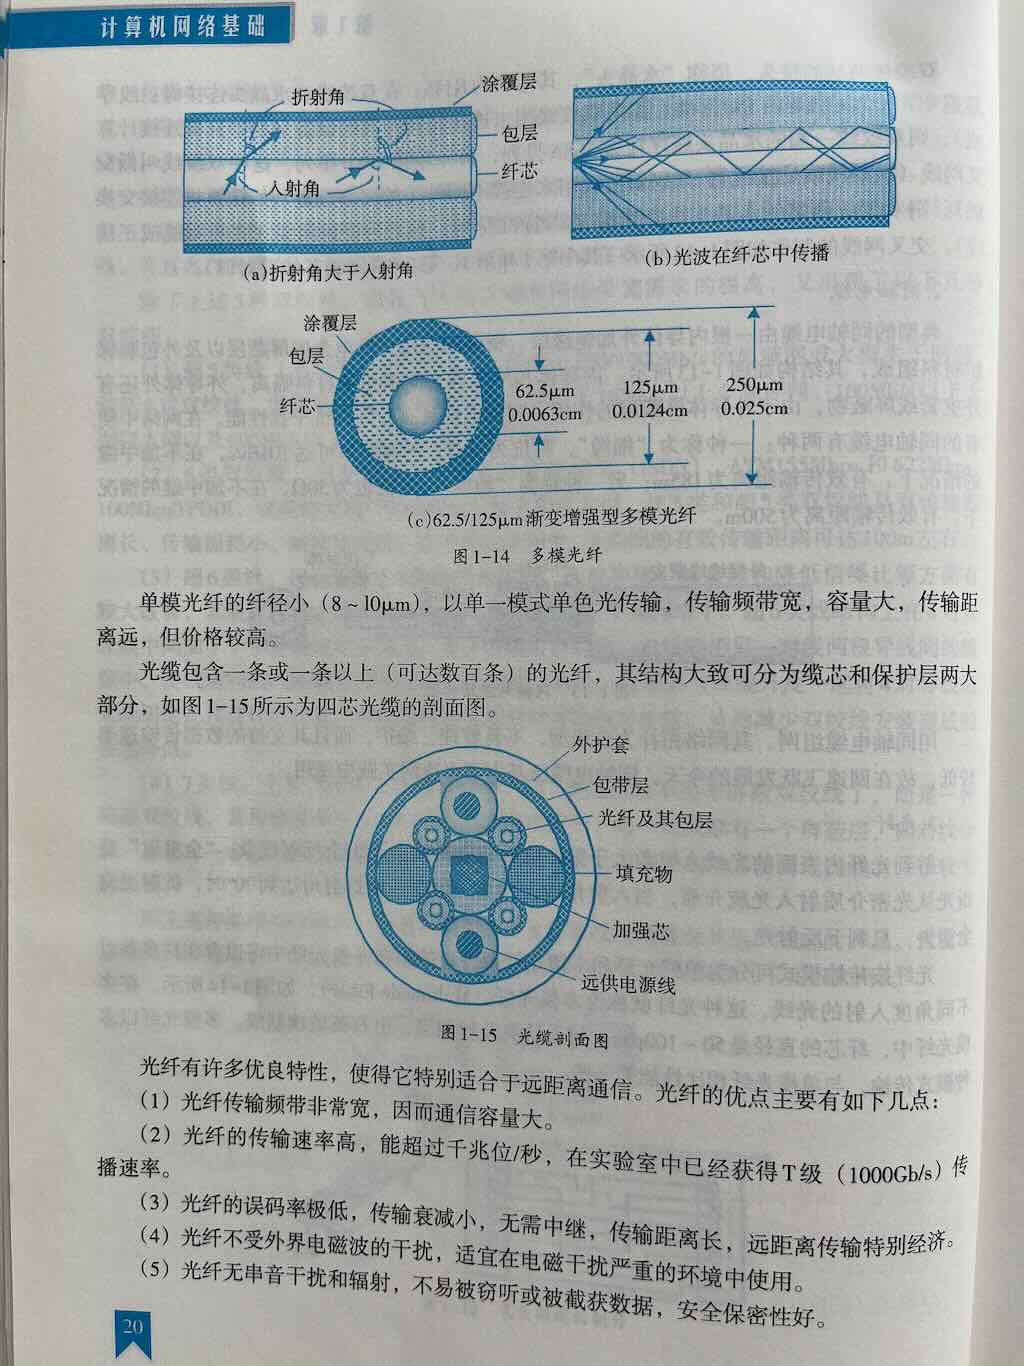 计算机网络基础
折射角
涂覆层
包层
纤芯
入射角
(a)折射角大于入射角
(b)光波在纤芯中传播
涂覆层
包层
纤芯
62.5μm
0.0063cm
125μm
0.0124cm
250μm
0.025cm
(c)62.5/125μm渐变增强型多模光纤
图1-14 多模光纤
单模光纤的纤径小（8~10μm），以单一模式单色光传输，传输频带宽，容量大，传输距
离远，但价格较高。
光缆包含一条或一条以上（可达数百条）的光纤，其结构大致可分为缆芯和保护层两大
部分，如图1-15所示为四芯光缆的剖面图。
外护套
包带层
光纤及其包层
填充物
加强芯
远供电源线
图1-15 光缆剖面图
光纤有许多优良特性，使得它特别适合于远距离通信。光纤的优点主要有如下几点：
（1）光纤传输频带非常宽，因而通信容量大。
（2）光纤的传输速率高，能超过千兆位/秒，在实验室中已经获得T级（1000Gb/s）传
播速率。
（3）光纤的误码率极低，传输衰减小，无需中继，传输距离长，远距离传输特别经济。
（4）光纤不受外界电磁波的干扰，适宜在电磁干扰严重的环境中使用。
（5）光纤无串音干扰和辐射，不易被窃听或被截获数据，安全保密性好。
20